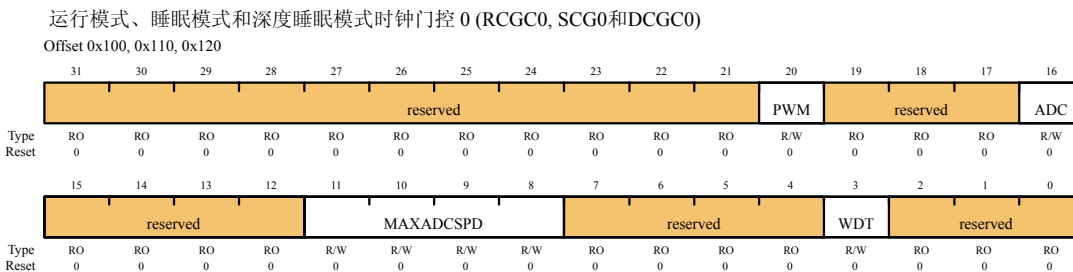 运行模式、睡眠模式和深度睡眠模式时钟门控 0 (RCGC0, SCG0和DCGC0)
Offset 0x100, 0x110, 0x120
31 30 29 28 27 26 25 24 23 22 21 20 19 18 17 16
reserved PWM reserved ADC
Type RO RO RO RO RO RO RO RO RO RO RO R/W RO RO RO R/W
Reset 0 0 0 0 0 0 0 0 0 0 0 0 0 0 0 0
15 14 13 12 11 10 9 8 7 6 5 4 3 2 1 0
reserved MAXADCSPD reserved WDT reserved
Type RO RO RO RO R/W R/W R/W R/W RO RO RO RO R/W RO RO RO
Reset 0 0 0 0 0 0 0 0 0 0 0 0 0 0 0 0